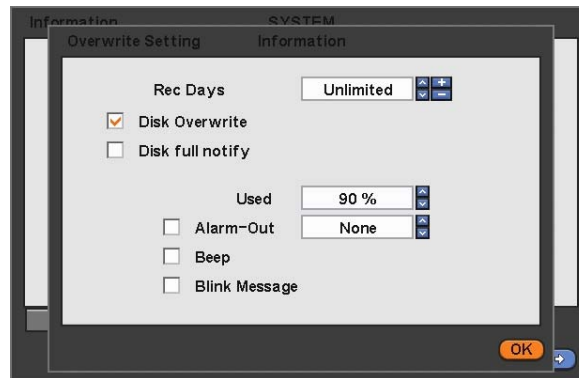 Information SYSTEM
Overwrite Setting Information
Rec Days Unlimited
Disk Overwrite
Disk full notify
Used 90 %
Alarm-Out None
Beep
Blink Message
OK